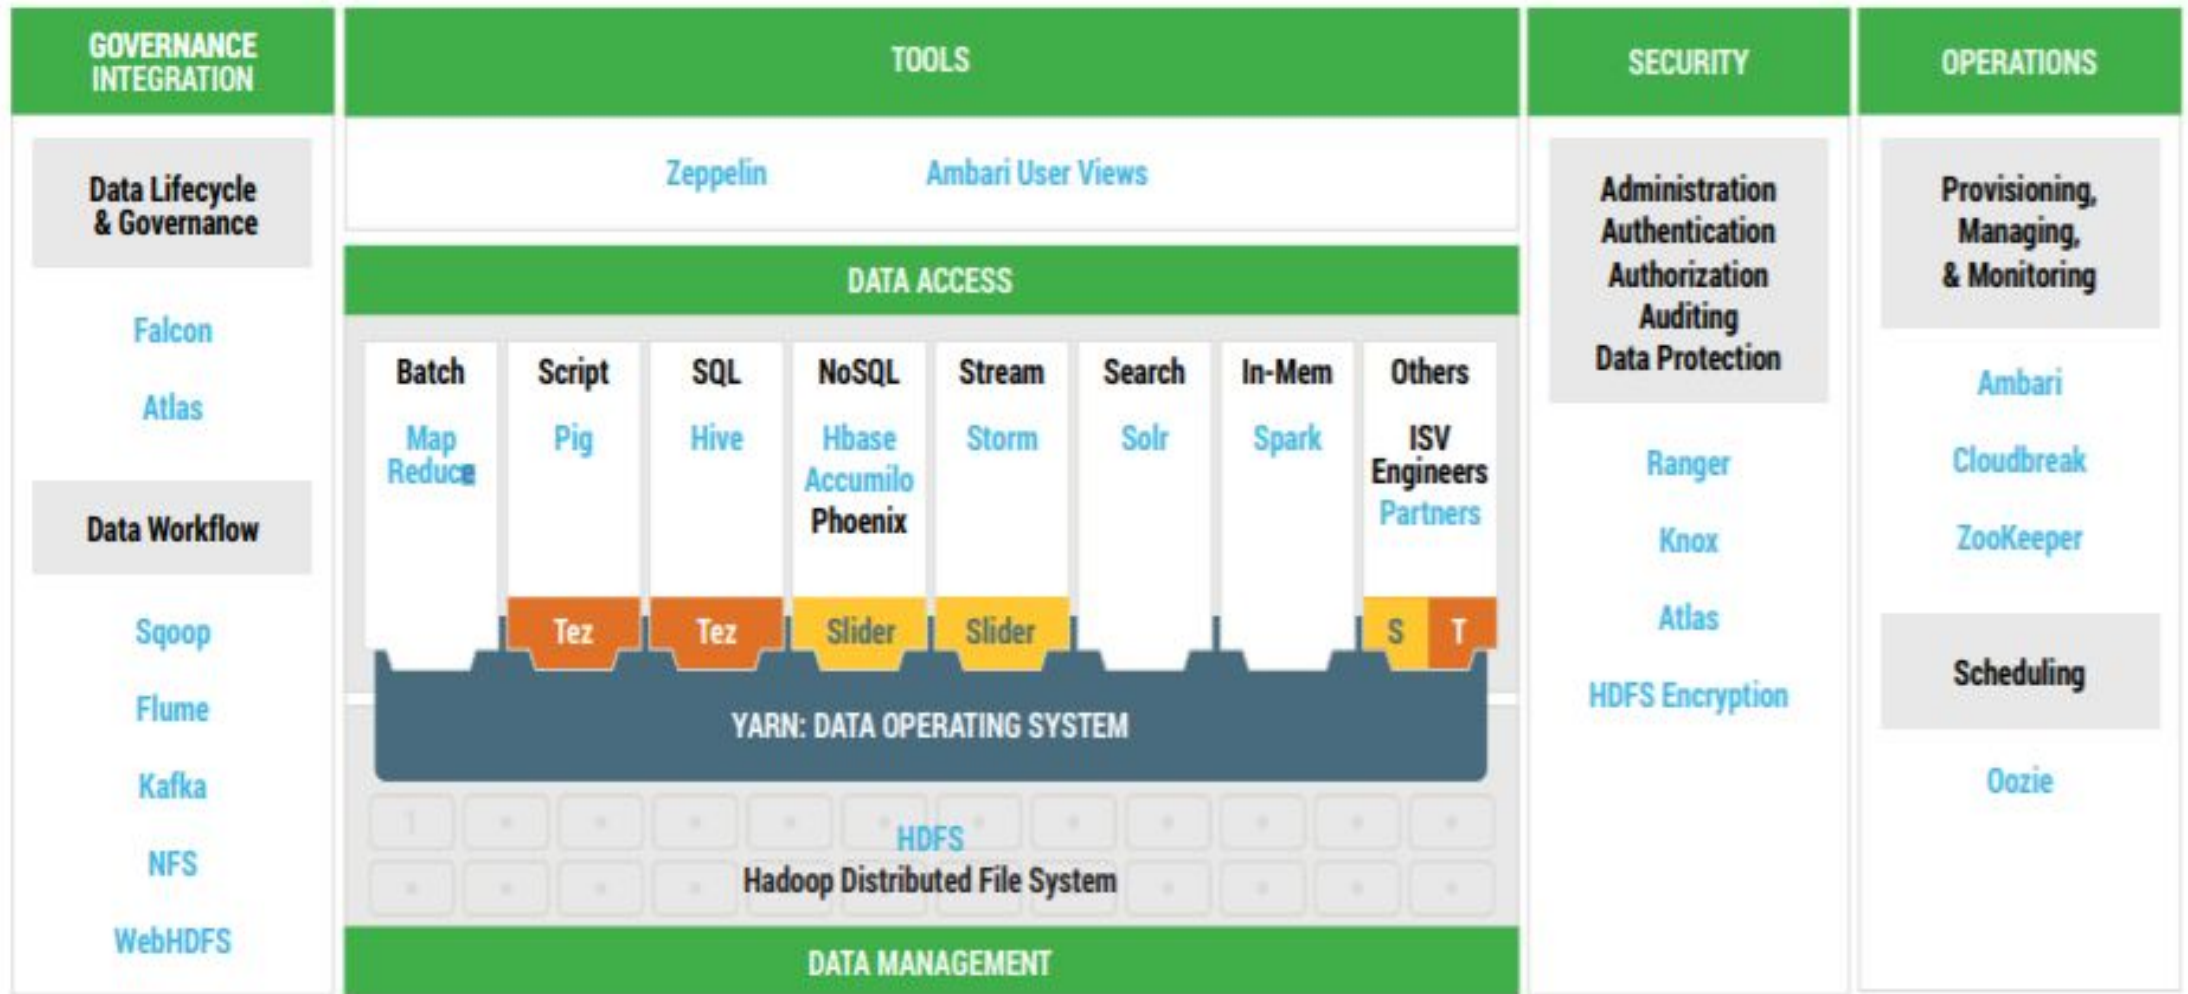 GOVERNANCE
INTEGRATION
Data Lifecycle
& Governance
Falcon
Atlas
Data Workflow
Sqoop
Flume
Kafka
NFS
WebHDFS
TOOLS
Zeppelin
Ambari User Views
DATA ACCESS
Batch
Map
Reduce
Script
Pig
Tez
SQL
Hive
Tez
NoSQL
Hbase
Accumilo
Phoenix
Slider
Stream
Storm
Slider
Search
Solr
In-Mem
Spark
Others
ISV
Engineers
Partners
S
T
YARN: DATA OPERATING SYSTEM
1
HDFS
Hadoop Distributed File System
DATA MANAGEMENT
SECURITY
Administration
Authentication
Authorization
Auditing
Data Protection
Ranger
Knox
Atlas
HDFS Encryption
OPERATIONS
Provisioning,
Managing,
& Monitoring
Ambari
Cloudbreak
ZooKeeper
Scheduling
Oozie